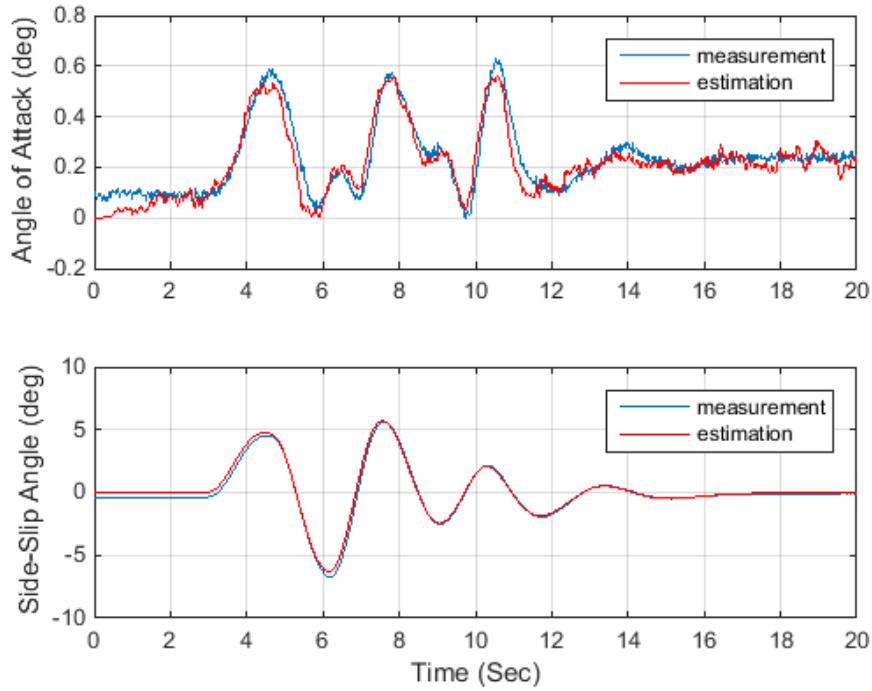 Angle of Attack (deg)
0.8
0.6
0.4
0.2
0
-0.2
measurement
estimation
0 2 4 6 8 10 12 14 16 18 20
Side-Slip Angle (deg)
10
5
0
-5
-10
measurement
estimation
0 2 4 6 8 10 12 14 16 18 20
Time (Sec)